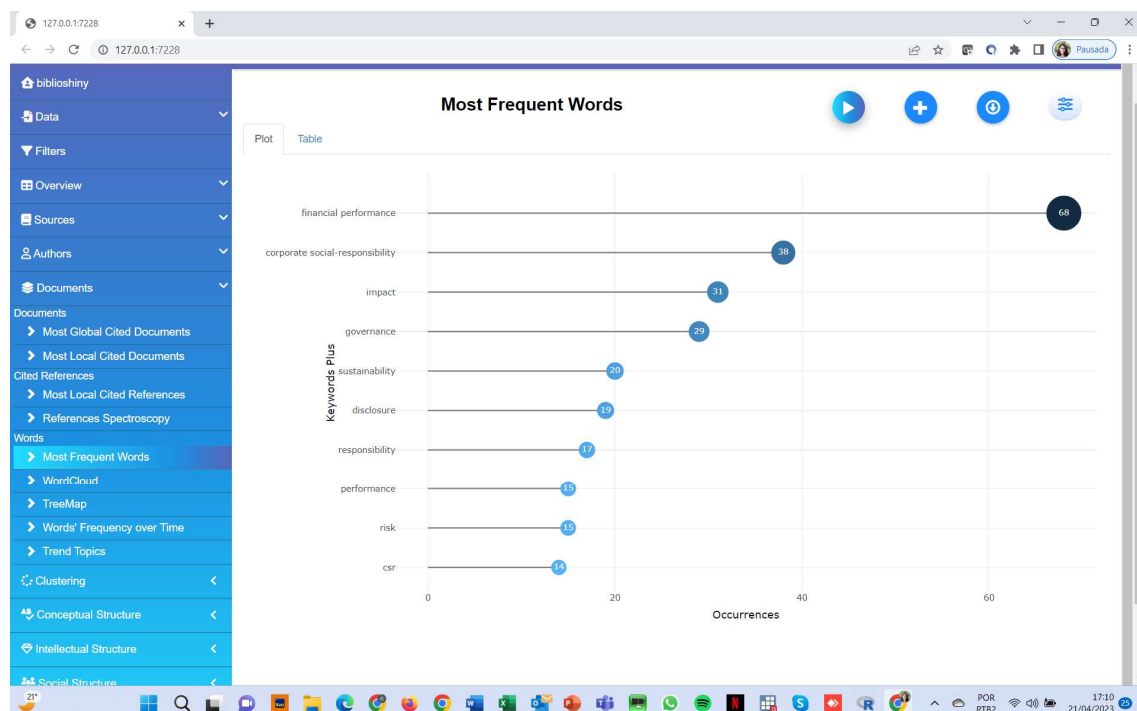 127.0.0.1:7228
127.0.0.1:7228
Pausada
biblioshiny
Data
Filters
Overview
Sources
Authors
Documents
Documents
Most Global Cited Documents
Most Local Cited Documents
Cited References
Most Local Cited References
References Spectroscopy
Words
Most Frequent Words
WordCloud
TreeMap
Words' Frequency over Time
Trend Topics
Clustering
Conceptual Structure
Intellectual Structure
Social Structure
Most Frequent Words
Plot Table
financial performance 68
corporate social-responsibility 38
impact 31
governance 29
sustainability 20
disclosure 19
responsibility 17
performance 15
risk 15
csr 14
Keywords Plus
0 20 40 60
Occurrences
21°
POR
PTB2
17:10
21/04/2023
25